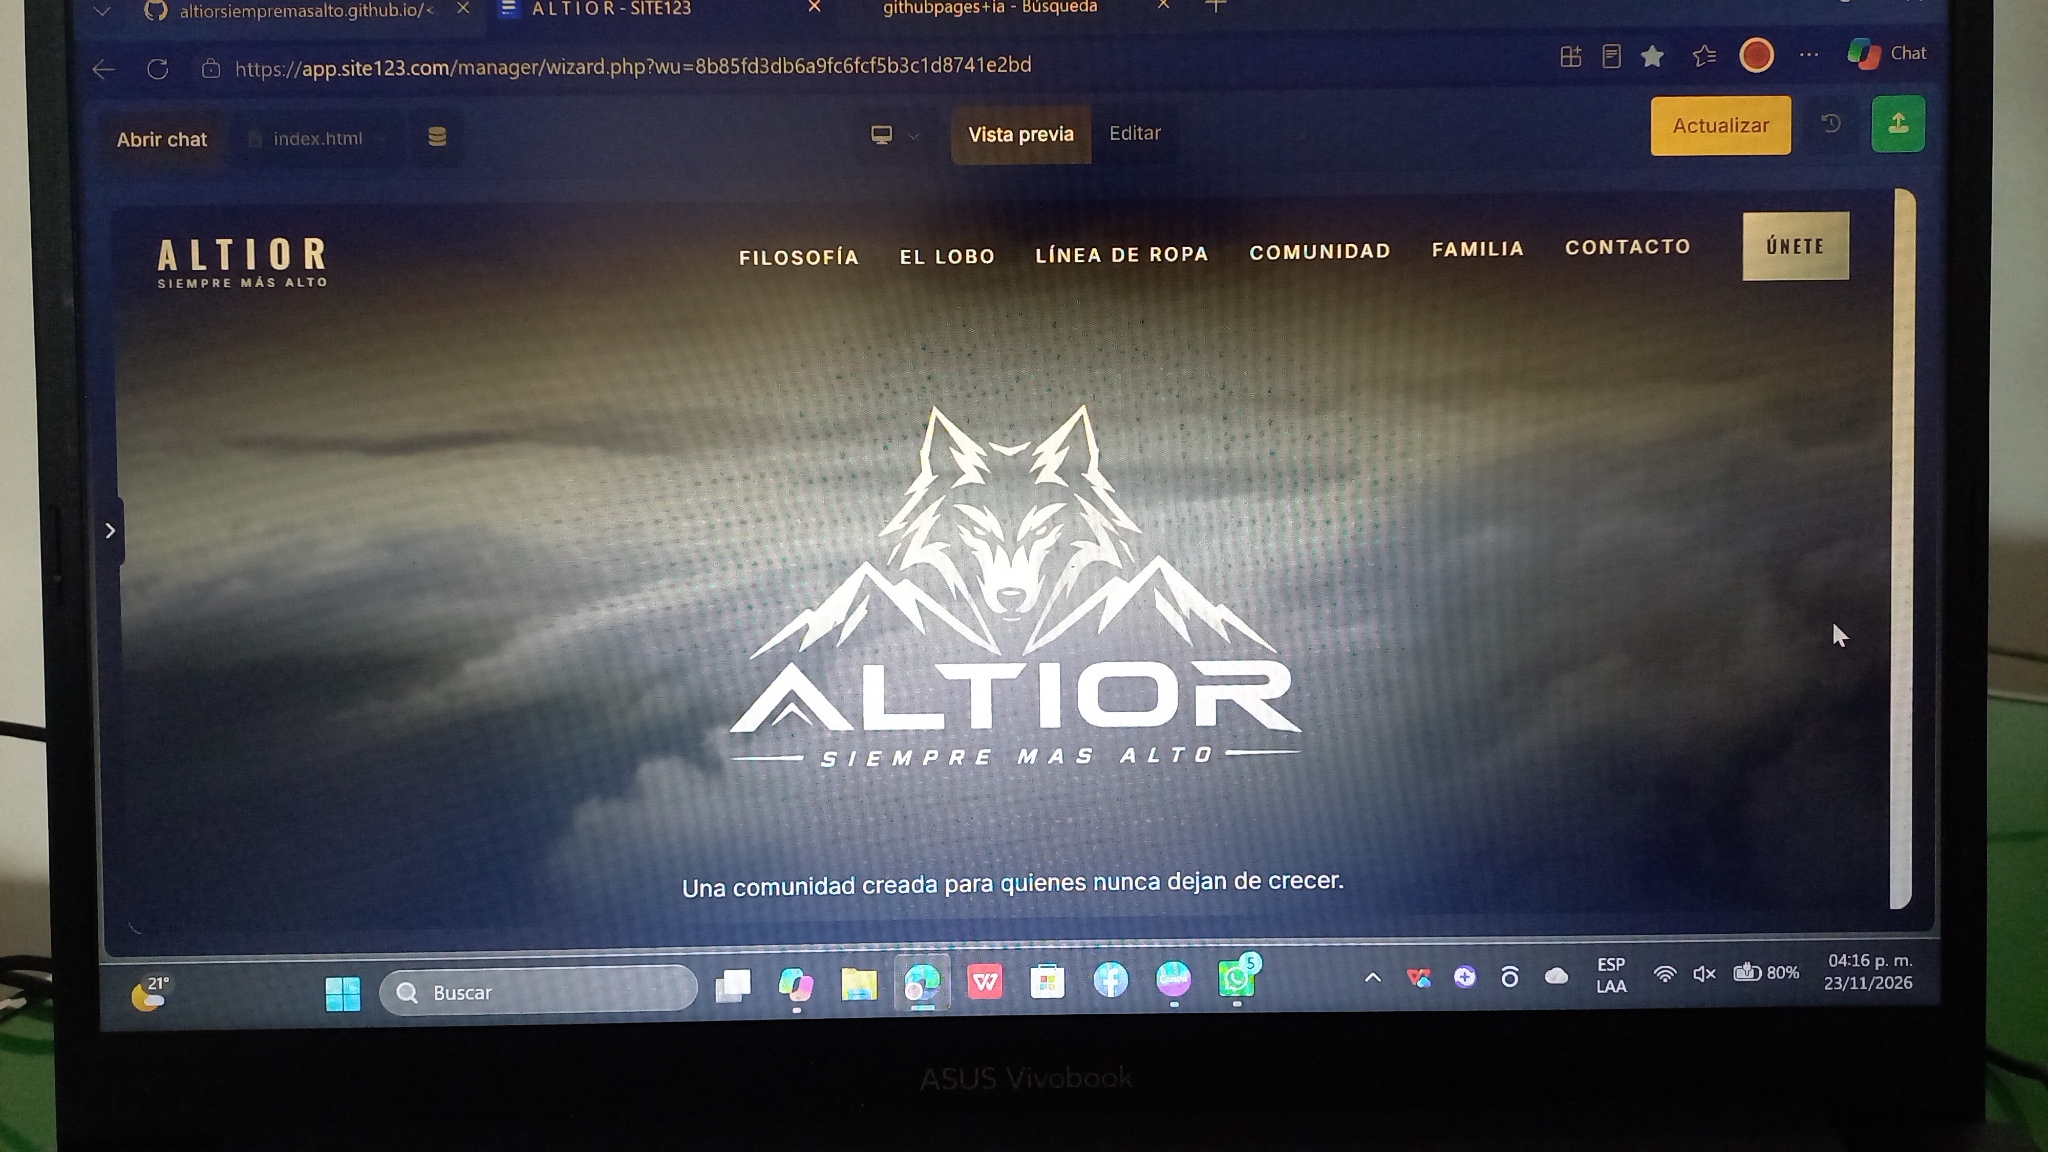 altiorsiempremasalto.github.io/<
A L T I O R - SITE123
githubpages+ia - Búsqueda
https://app.site123.com/manager/wizard.php?wu=8b85fd3db6a9fc6fcf5b3c1d8741e2bd
Chat
Abrir chat
index.html
Vista previa
Editar
Actualizar
ALTIOR
SIEMPRE MÁS ALTO
FILOSOFÍA
EL LOBO
LÍNEA DE ROPA
COMUNIDAD
FAMILIA
CONTACTO
ÚNETE
ALTIOR
SIEMPRE MAS ALTO
Una comunidad creada para quienes nunca dejan de crecer.
21°
Buscar
5
ESP
LAA
80%
04:16 p. m.
23/11/2026
ASUS Vivobook